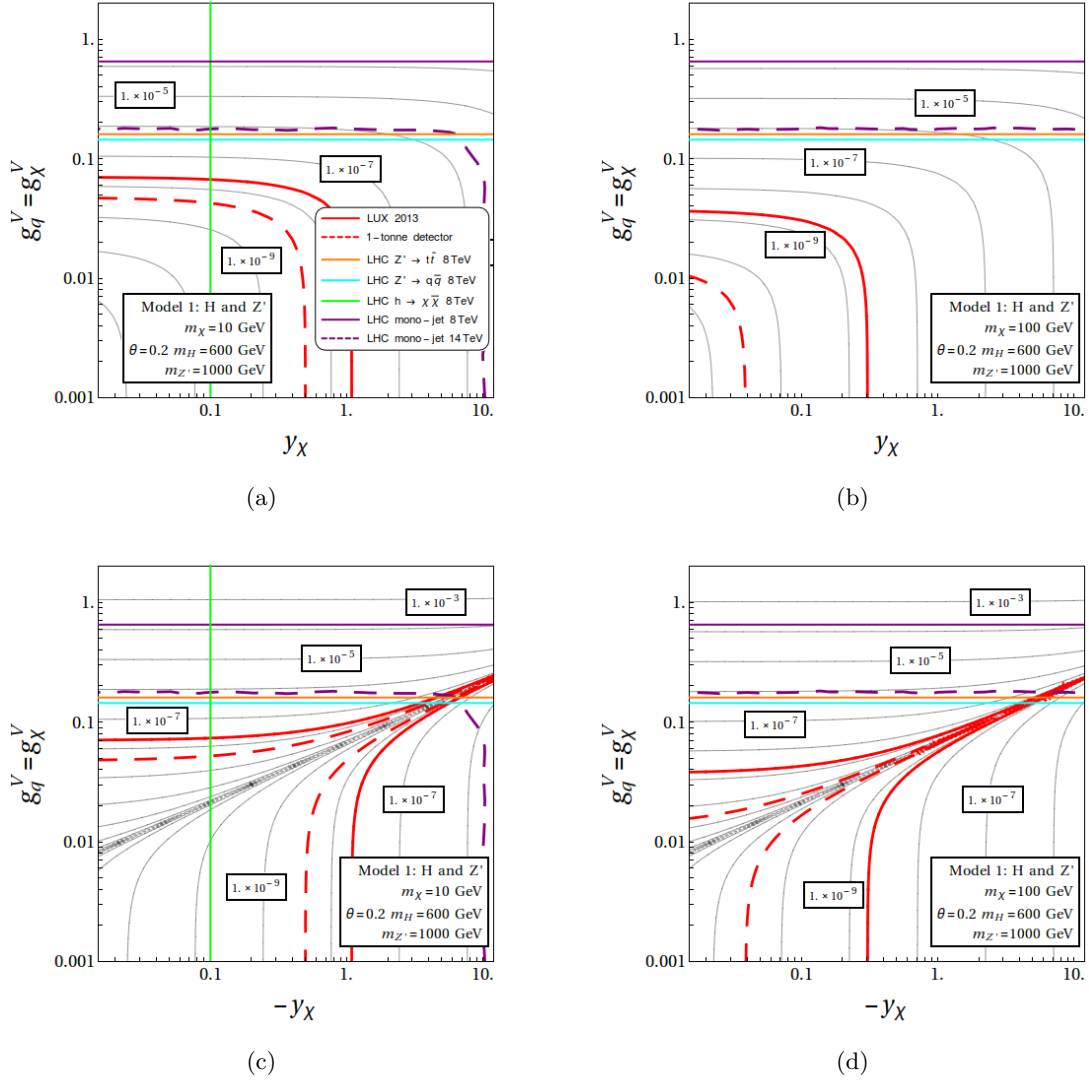 1.
0.1
0.01
0.001
g_q^V = g_χ^V
1. × 10^-5
1. × 10^-7
1. × 10^-9
LUX 2013
1-tonne detector
LHC Z' → tt̄ 8 TeV
LHC Z' → qq̄ 8 TeV
LHC h → χχ̄ 8 TeV
LHC mono-jet 8 TeV
LHC mono-jet 14 TeV
Model 1: H and Z'
m_χ = 10 GeV
θ = 0.2 m_H = 600 GeV
m_Z' = 1000 GeV
0.1 1. 10.
y_χ
(a)
1.
0.1
0.01
0.001
g_q^V = g_χ^V
1. × 10^-5
1. × 10^-7
1. × 10^-9
Model 1: H and Z'
m_χ = 100 GeV
θ = 0.2 m_H = 600 GeV
m_Z' = 1000 GeV
0.1 1. 10.
y_χ
(b)
1.
0.1
0.01
0.001
g_q^V = g_χ^V
1. × 10^-3
1. × 10^-5
1. × 10^-7
1. × 10^-7
1. × 10^-9
Model 1: H and Z'
m_χ = 10 GeV
θ = 0.2 m_H = 600 GeV
m_Z' = 1000 GeV
0.1 1. 10.
-y_χ
(c)
1.
0.1
0.01
0.001
g_q^V = g_χ^V
1. × 10^-3
1. × 10^-5
1. × 10^-7
1. × 10^-7
1. × 10^-9
Model 1: H and Z'
m_χ = 100 GeV
θ = 0.2 m_H = 600 GeV
m_Z' = 1000 GeV
0.1 1. 10.
-y_χ
(d)